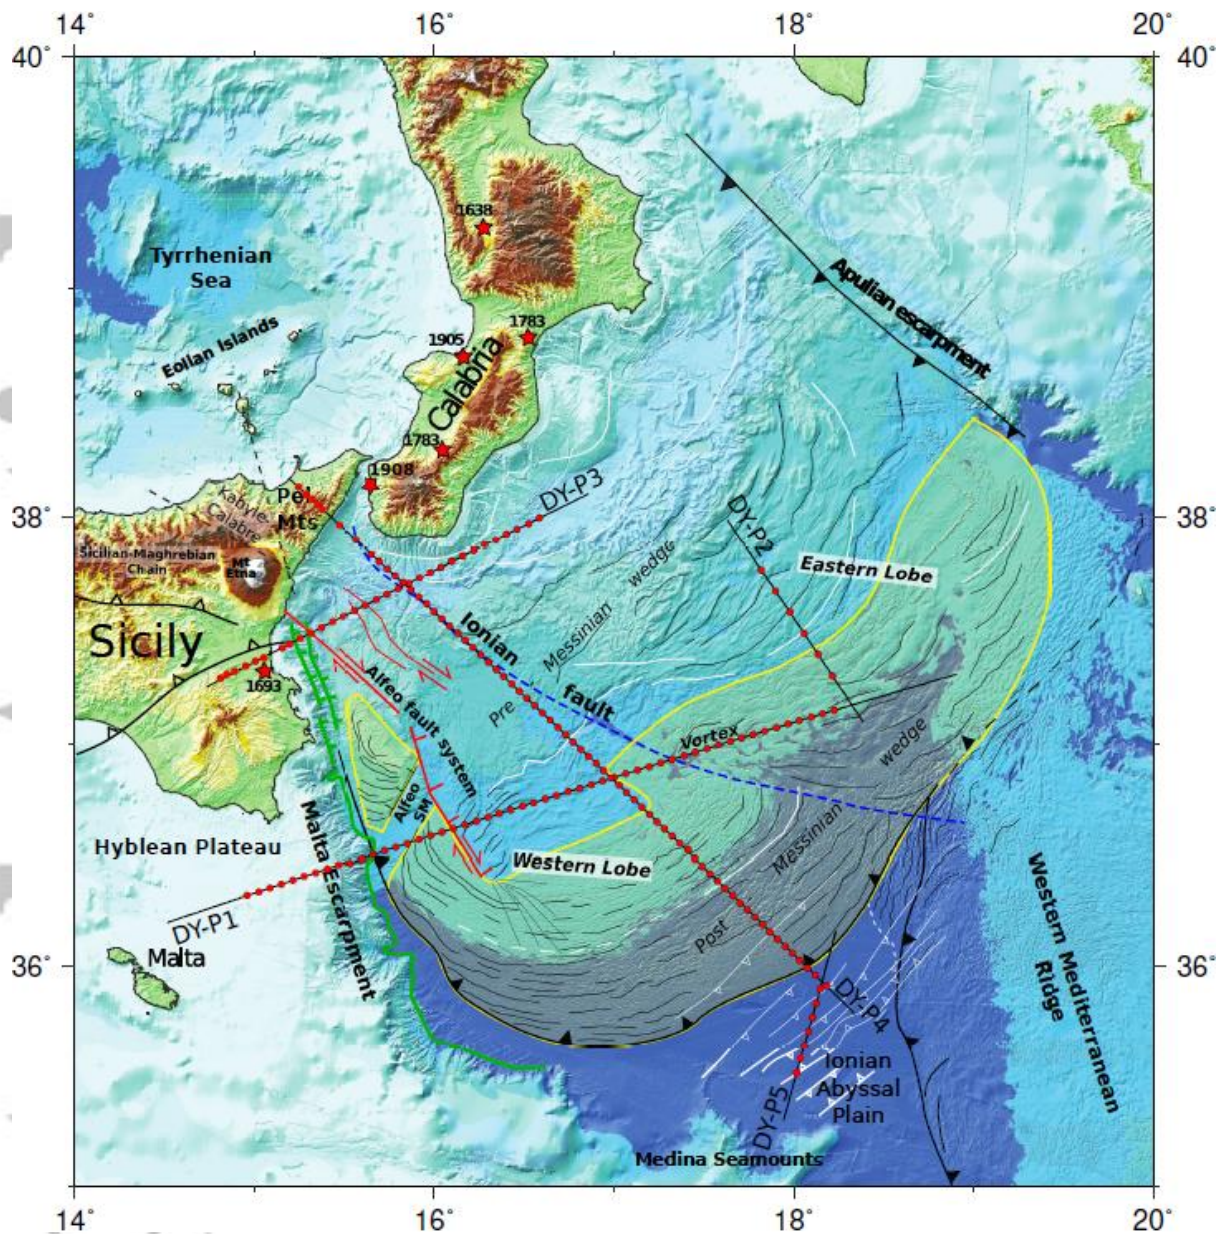 14° 16° 18° 20°
40° 40°
1638
Tyrrhenian
Sea
Apulian escarpment
Eolian Islands
1783
1905
Calabria
1783
1908
DY-P3
Pel.
Mts
Kabylo-
Calabre
DY-P2
38° 38°
Sicilian-Maghrebian
Chain
Mt
Etna
wedge
Eastern Lobe
Ionian
Messinian
Sicily
1693
fault
Alfeo fault system
Pre
Vortex
wedge
Alfeo
SM
Malta Escarpment
Hyblean Plateau
Western Lobe
Messinian
Western Mediterranean
Ridge
DY-P1
Post
Malta
36° 36°
DY-P4
Ionian
Abyssal
Plain
DY-P5
Medina Seamounts
14° 16° 18° 20°